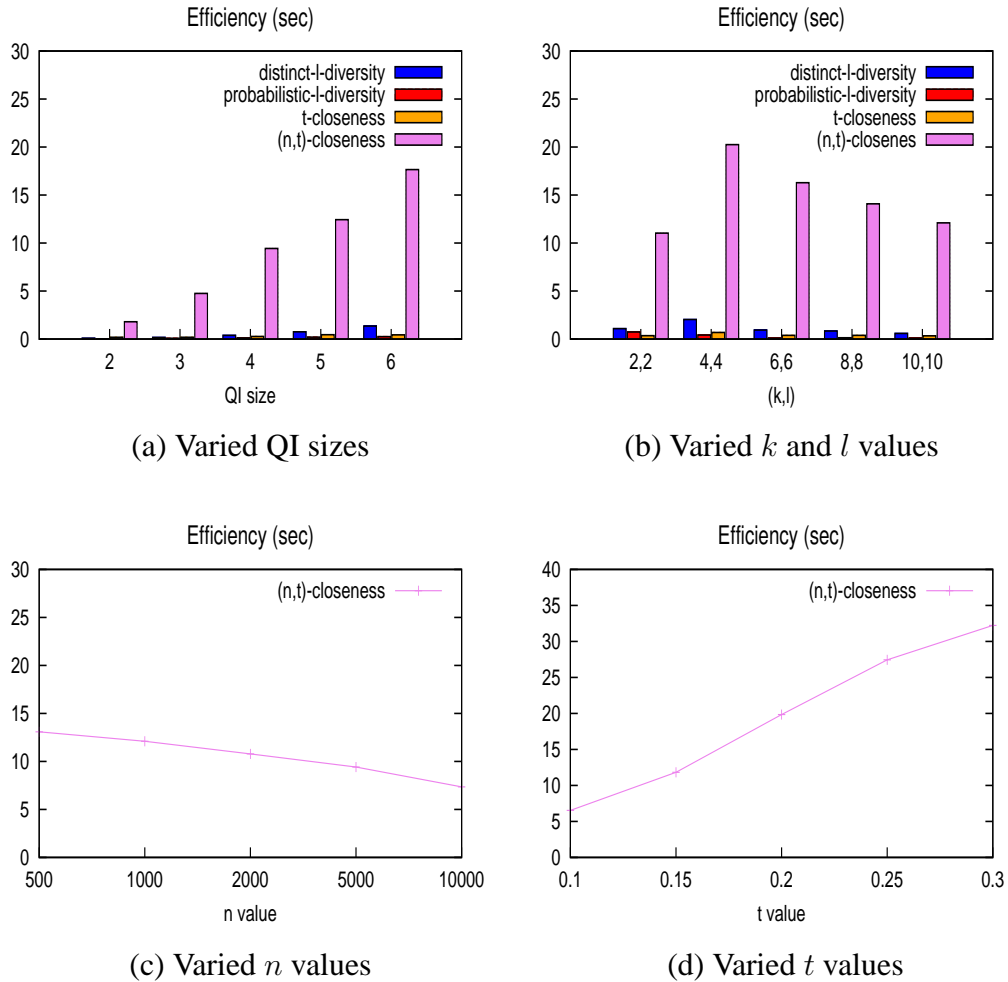 Efficiency (sec)
30
25
20
15
10
5
0
distinct-l-diversity
probabilistic-l-diversity
t-closeness
(n,t)-closeness
2 3 4 5 6
QI size
(a) Varied QI sizes
Efficiency (sec)
30
25
20
15
10
5
0
distinct-l-diversity
probabilistic-l-diversity
t-closeness
(n,t)-closenes
2,2 4,4 6,6 8,8 10,10
(k,l)
(b) Varied k and l values
Efficiency (sec)
30
25
20
15
10
5
0
(n,t)-closeness
500 1000 2000 5000 10000
n value
(c) Varied n values
Efficiency (sec)
40
35
30
25
20
15
10
5
0
(n,t)-closeness
0.1 0.15 0.2 0.25 0.3
t value
(d) Varied t values